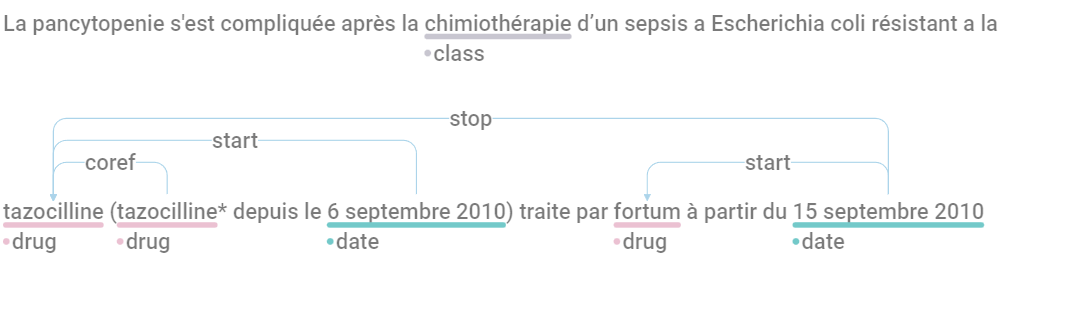 La pancytopenie s'est compliquée après la chimiothérapie d’un sepsis a Escherichia coli résistant a la
class
stop
start
coref
start
tazocilline (tazocilline* depuis le 6 septembre 2010) traite par fortum à partir du 15 septembre 2010
drug drug date drug date